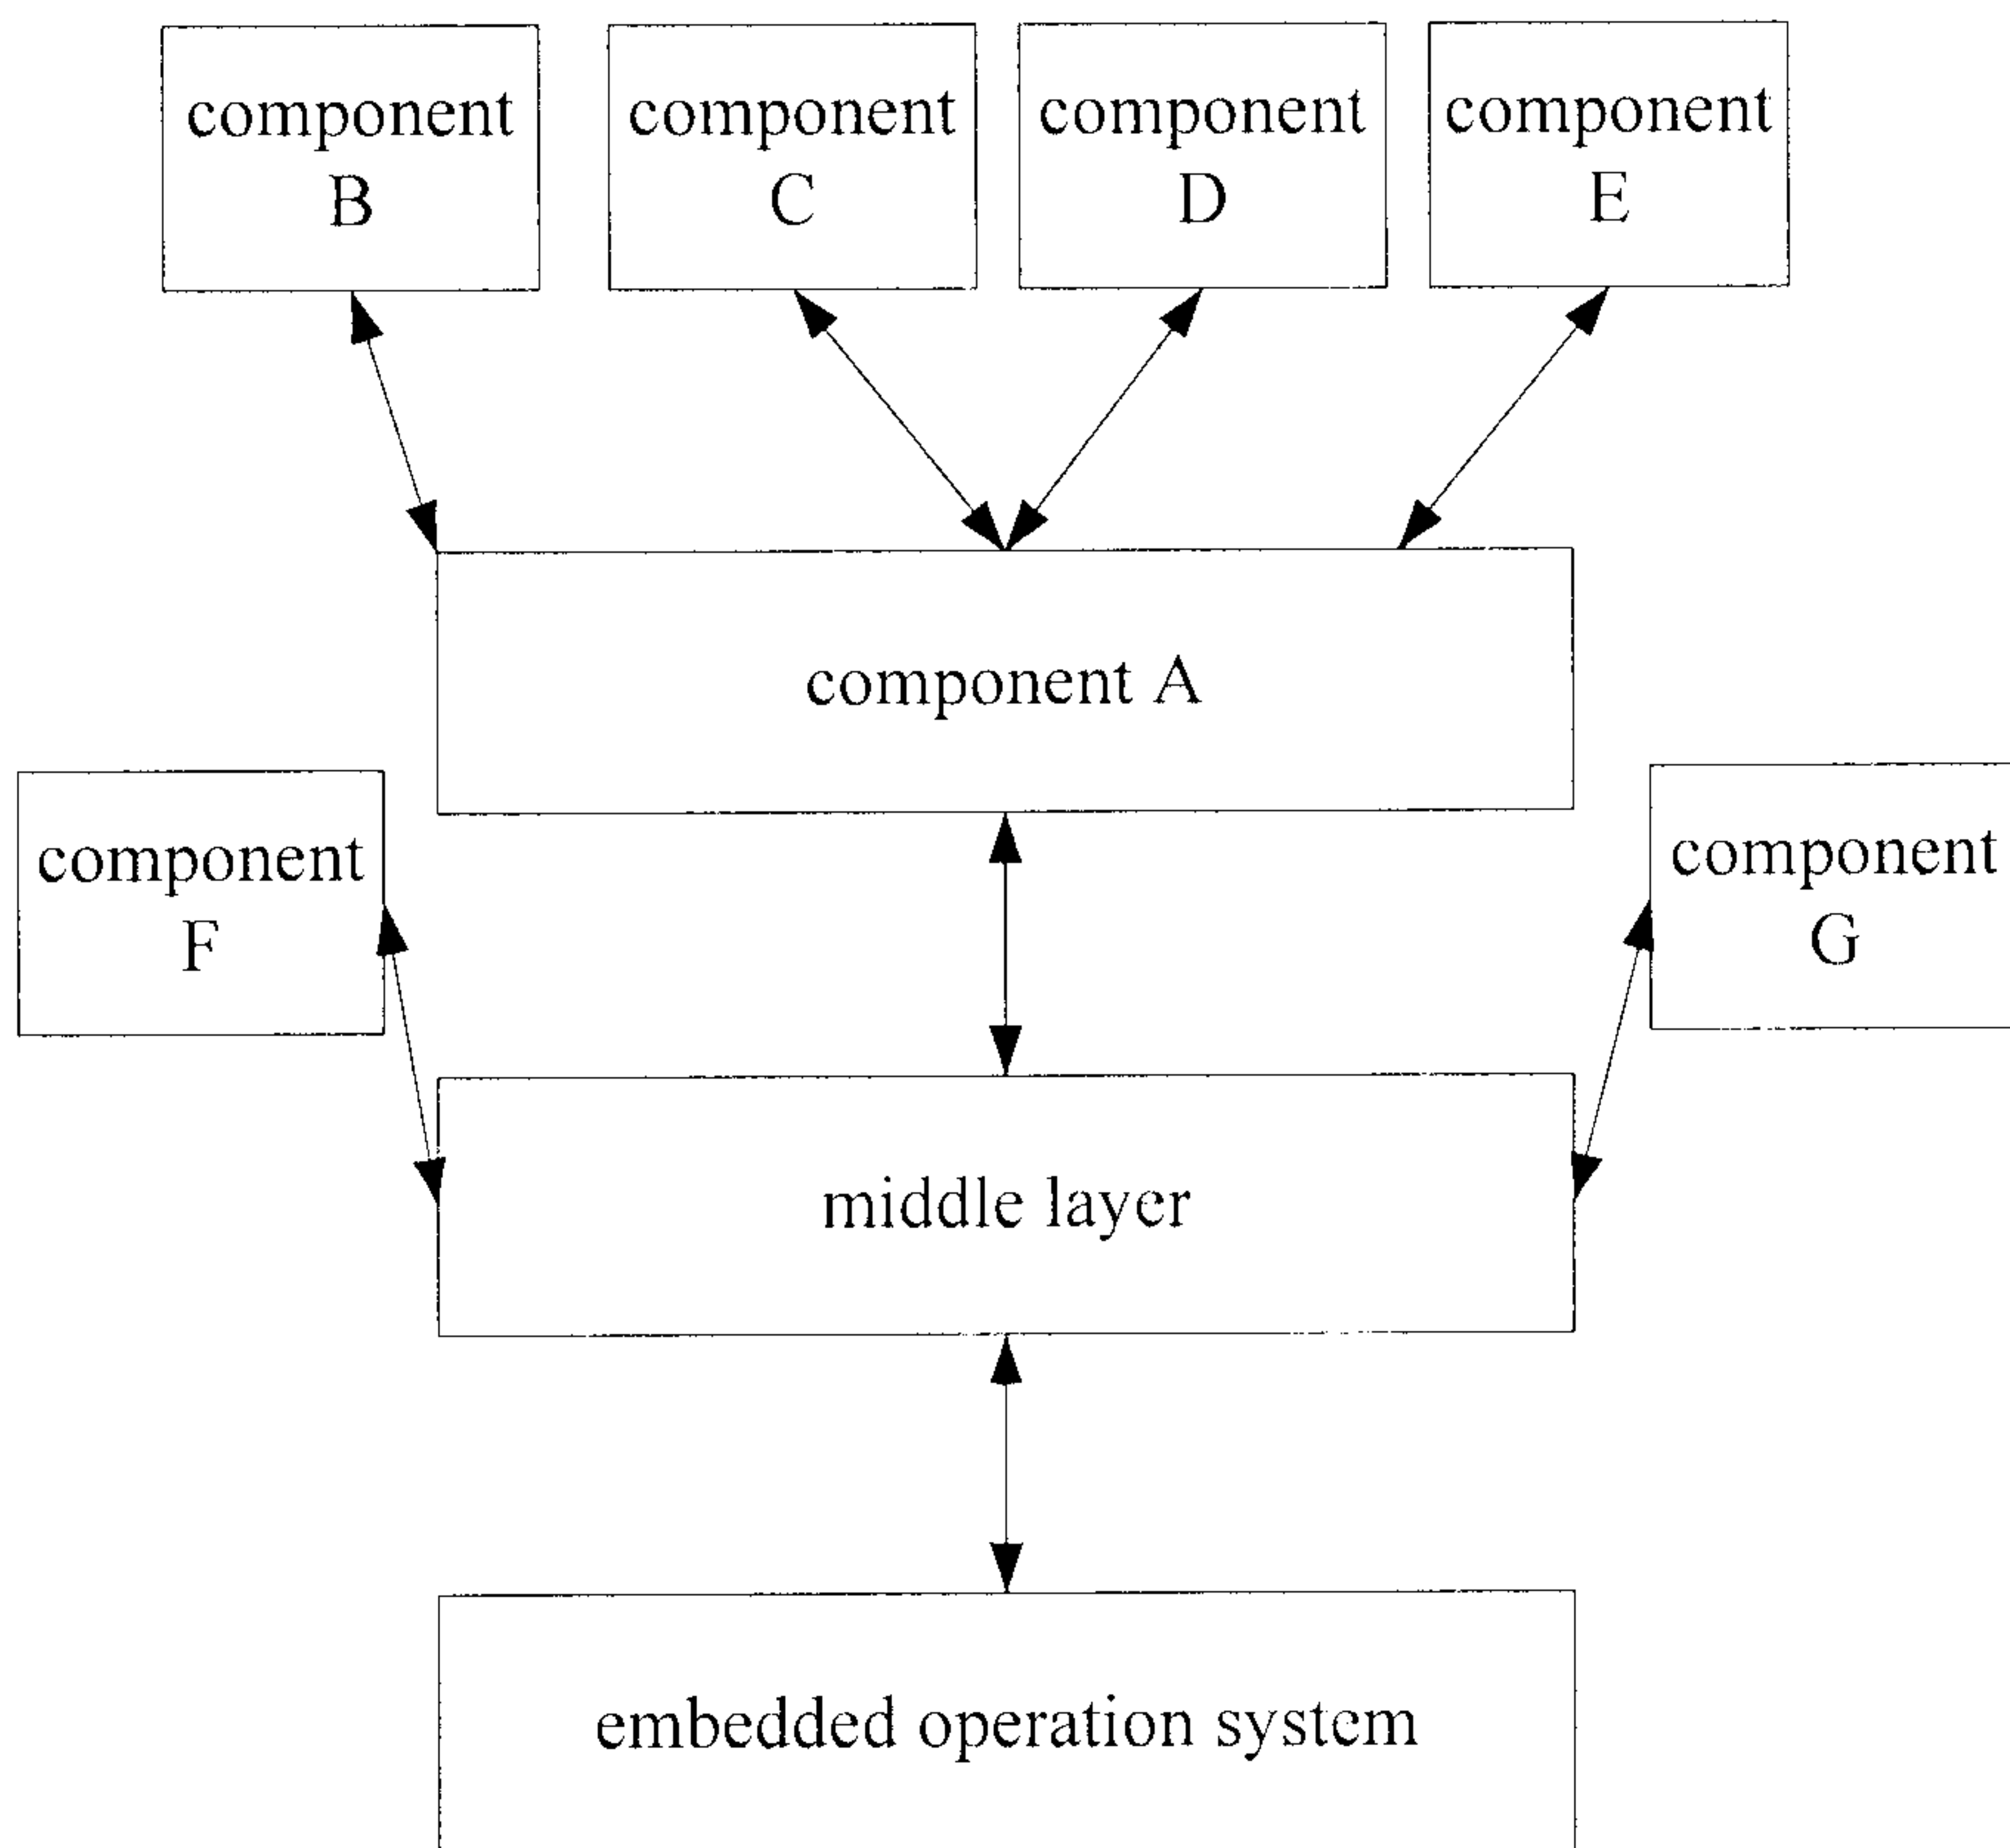 component
B
component
C
component
D
component
E
component A
component
F
component
G
middle layer
embedded operation system